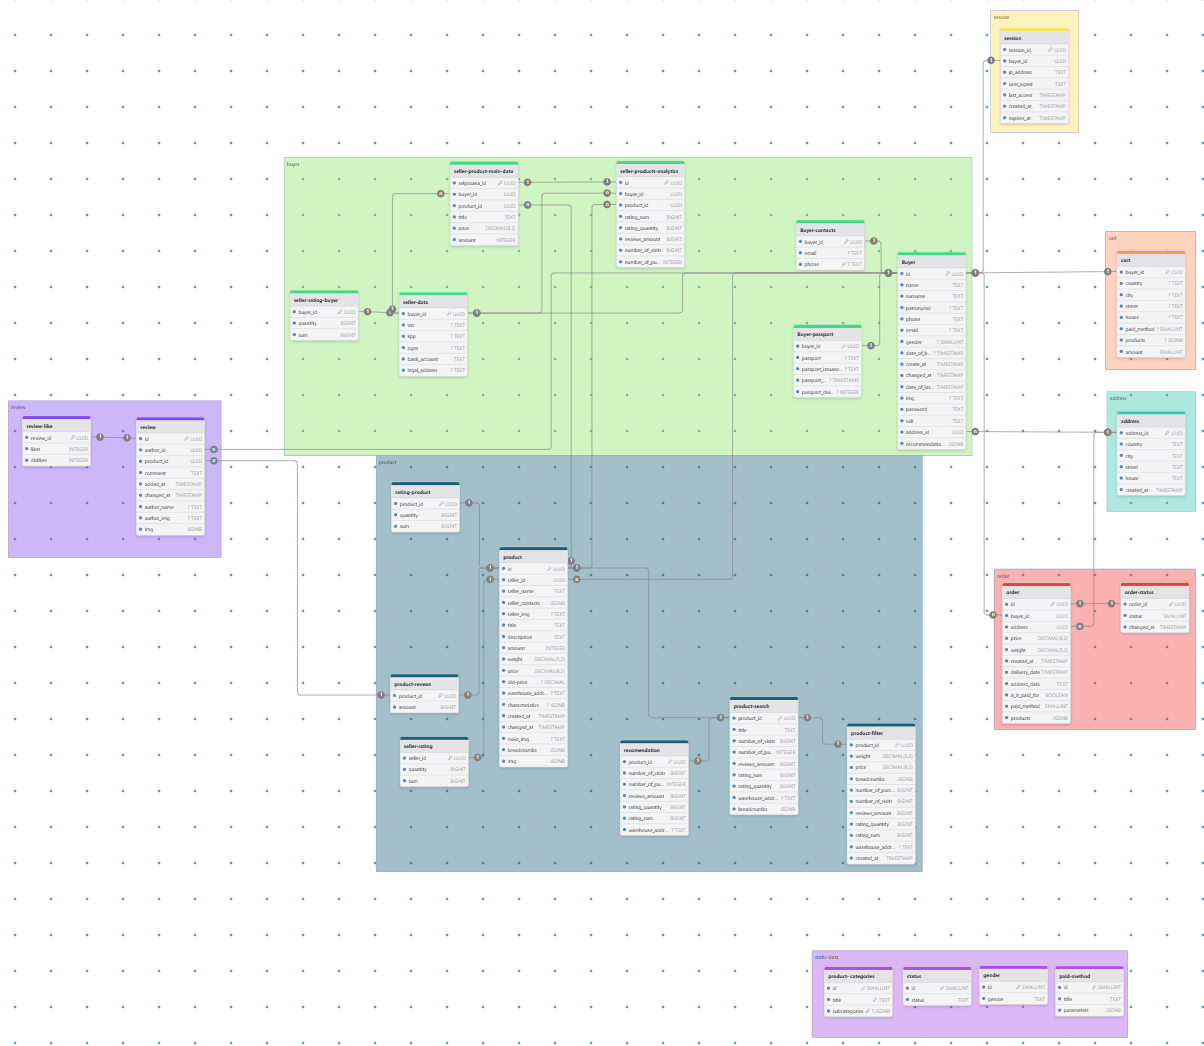 session
session
session_id UUID
buyer_id UUID
ip_address TEXT
user_agent TEXT
last_access TIMESTAMP
created_at TIMESTAMP
expires_at TIMESTAMP
buyer
seller-product-main-data
UUID
buyer_id UUID
product_id UUID
title TEXT
price DECIMAL(8,2)
amount INTEGER
seller-products-analytics
id UUID
buyer_id UUID
product_id UUID
rating_sum BIGINT
rating_quantity BIGINT
reviews_amount BIGINT
number_of_visits BIGINT
number_of_pu... INTEGER
Buyer-contacts
buyer_id UUID
email ? TEXT
phone ? TEXT
Buyer
id UUID
name TEXT
surname TEXT
patronymic TEXT
phone TEXT
email ? TEXT
gender ? SMALLINT
date_of_b... ? TIMESTAMP
create_at TIMESTAMP
changed_at TIMESTAMP
date_of_las... TIMESTAMP
img ? TEXT
password TEXT
salt TEXT
address_id UUID
recommendatio... JSONB
seller-rating-buyer
buyer_id UUID
quantity BIGINT
sum BIGINT
seller-data
buyer_id UUID
inn ? TEXT
kpp ? TEXT
ogrn ? TEXT
bank_account TEXT
legal_address ? TEXT
Buyer-passport
buyer_id UUID
passport ? TEXT
passport_issuanc... ? TEXT
passport_... ? TIMESTAMP
passport_divi... ? INTEGER
cart
cart
buyer_id UUID
country ? TEXT
city ? TEXT
street ? TEXT
house ? TEXT
paid_method ? SMALLINT
products ? JSONB
amount SMALLINT
review
review-like
review_id UUID
likes INTEGER
dislikes INTEGER
review
id UUID
author_id UUID
product_id UUID
comment TEXT
added_at TIMESTAMP
changed_at TIMESTAMP
author_name ? TEXT
author_img ? TEXT
img JSONB
address
address
address_id UUID
country TEXT
city TEXT
street TEXT
house TEXT
created_at TIMESTAMP
product
rating-product
product_id UUID
quantity BIGINT
sum BIGINT
product
id UUID
seller_id UUID
seller_name TEXT
seller_contacts JSONB
seller_img ? TEXT
title TEXT
description TEXT
amount INTEGER
weight DECIMAL(5,2)
price DECIMAL(8,2)
old-price ? DECIMAL
warehouse_addr... ? TEXT
characteristics ? JSONB
created_at TIMESTAMP
changed_at TIMESTAMP
main_img ? TEXT
breadcrumbs JSONB
img JSONB
product-reviews
product_id UUID
amount BIGINT
seller-rating
seller_id UUID
quantity BIGINT
sum BIGINT
recomendation
product_id UUID
number_of_visits BIGINT
number_of_pu... INTEGER
reviews_amount BIGINT
rating_quantity BIGINT
rating_sum BIGINT
warehouse_addr... ? TEXT
product-search
product_id UUID
title TEXT
number_of_visits BIGINT
number_of_pu... INTEGER
reviews_amount BIGINT
rating_sum BIGINT
rating_quantity BIGINT
warehouse_addr... ? TEXT
breadcrumbs JSONB
product-filter
product_id UUID
weight DECIMAL(5,2)
price DECIMAL(8,2)
breadcrumbs JSONB
number_of_purc... BIGINT
number_of_visits BIGINT
reviews_amount BIGINT
rating_quantity BIGINT
rating_sum BIGINT
warehouse_addr... ? TEXT
created_at TIMESTAMP
order
order
id UUID
buyer_id UUID
address UUID
price DECIMAL(8,2)
weight DECIMAL(5,2)
created_at TIMESTAMP
delivery_date TIMESTAMP
address_date TEXT
is_it_paid_for BOOLEAN
paid_method SMALLINT
products JSONB
order-status
order_id UUID
status SMALLINT
changed_at TIMESTAMP
static-data
product-categories
id SMALLINT
title TEXT
subcategories ? JSONB
status
id SMALLINT
status TEXT
gender
id SMALLINT
gender TEXT
paid-method
id SMALLINT
title TEXT
parameters JSONB